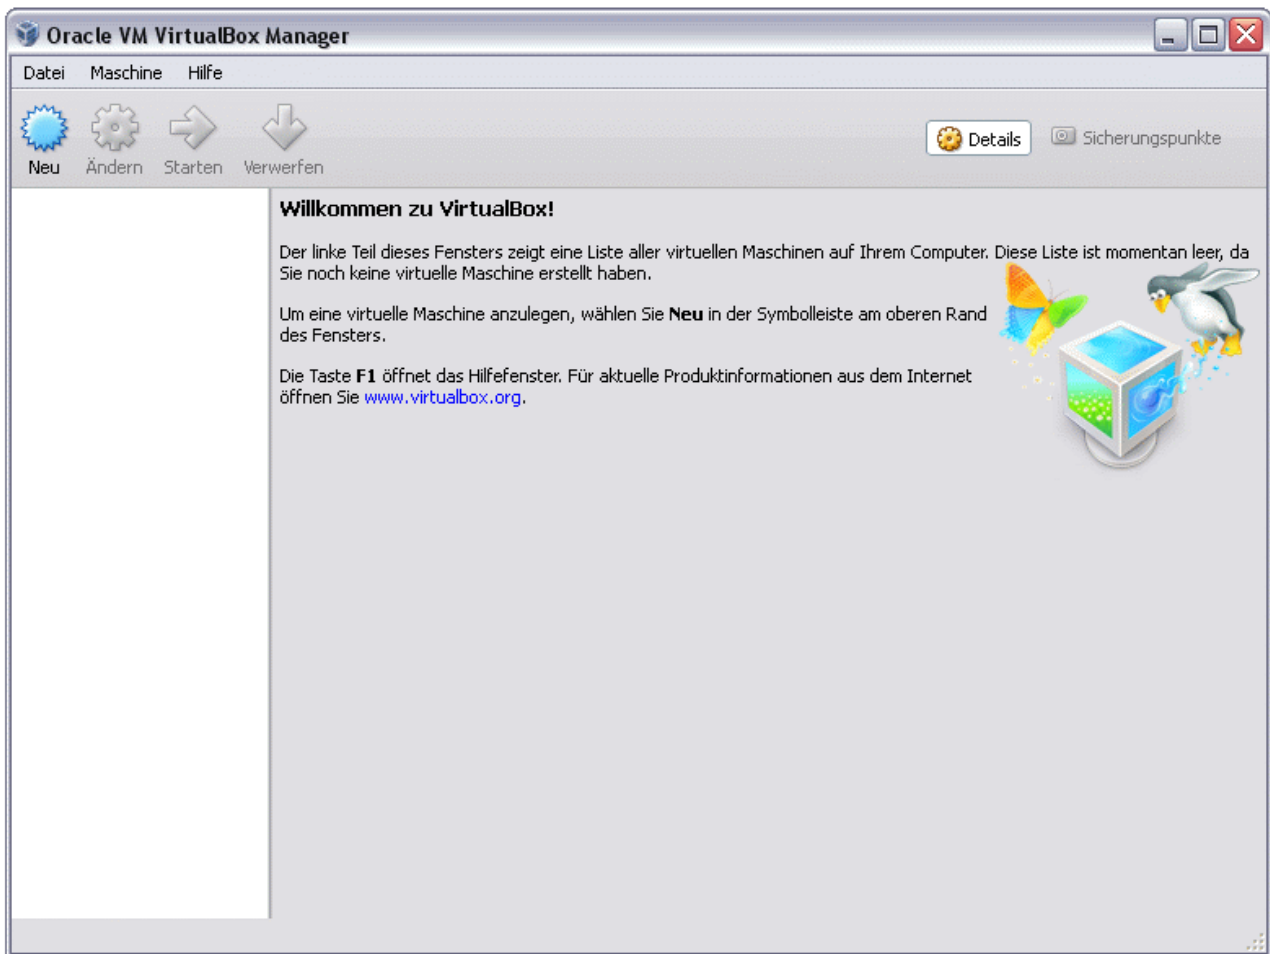 Oracle VM VirtualBox Manager
Datei Maschine Hilfe
Neu Ändern Starten Verwerfen Details Sicherungspunkte
Willkommen zu VirtualBox!
Der linke Teil dieses Fensters zeigt eine Liste aller virtuellen Maschinen auf Ihrem Computer. Diese Liste ist momentan leer, da
Sie noch keine virtuelle Maschine erstellt haben.
Um eine virtuelle Maschine anzulegen, wählen Sie Neu in der Symbolleiste am oberen Rand
des Fensters.
Die Taste F1 öffnet das Hilfefenster. Für aktuelle Produktinformationen aus dem Internet
öffnen Sie www.virtualbox.org.